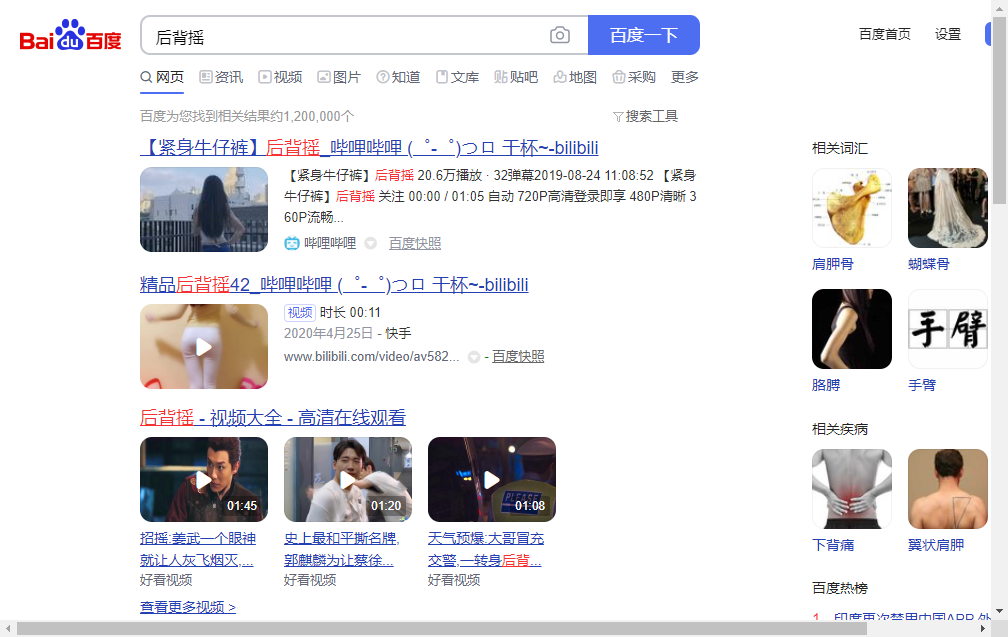 Bai du 百度
后背摇
百度一下
百度首页 设置
网页 资讯 视频 图片 知道 文库 贴吧 地图 采购 更多
百度为您找到相关结果约1,200,000个
搜索工具
【紧身牛仔裤】后背摇_哔哩哔哩 (゜-゜)つロ 干杯~-bilibili
【紧身牛仔裤】后背摇 20.6万播放 · 32弹幕2019-08-24 11:08:52 【紧身
牛仔裤】后背摇 关注 00:00 / 01:05 自动 720P高清登录即享 480P清晰 3
60P流畅...
哔哩哔哩 百度快照
精品后背摇42_哔哩哔哩 (゜-゜)つロ 干杯~-bilibili
视频 时长 00:11
2020年4月25日 - 快手
www.bilibili.com/video/av582... - 百度快照
后背摇 - 视频大全 - 高清在线观看
01:45
01:20
PLEASE
01:08
招摇:姜武一个眼神
就让人灰飞烟灭,...
好看视频
史上最和平撕名牌,
郭麒麟为让蔡徐...
好看视频
天气预爆:大哥冒充
交警,一转身后背...
好看视频
查看更多视频 >
相关词汇
肩胛骨
蝴蝶骨
手臂
胳膊
手臂
相关疾病
下背痛
翼状肩胛
百度热榜
1 印度再次禁用中国APP 外